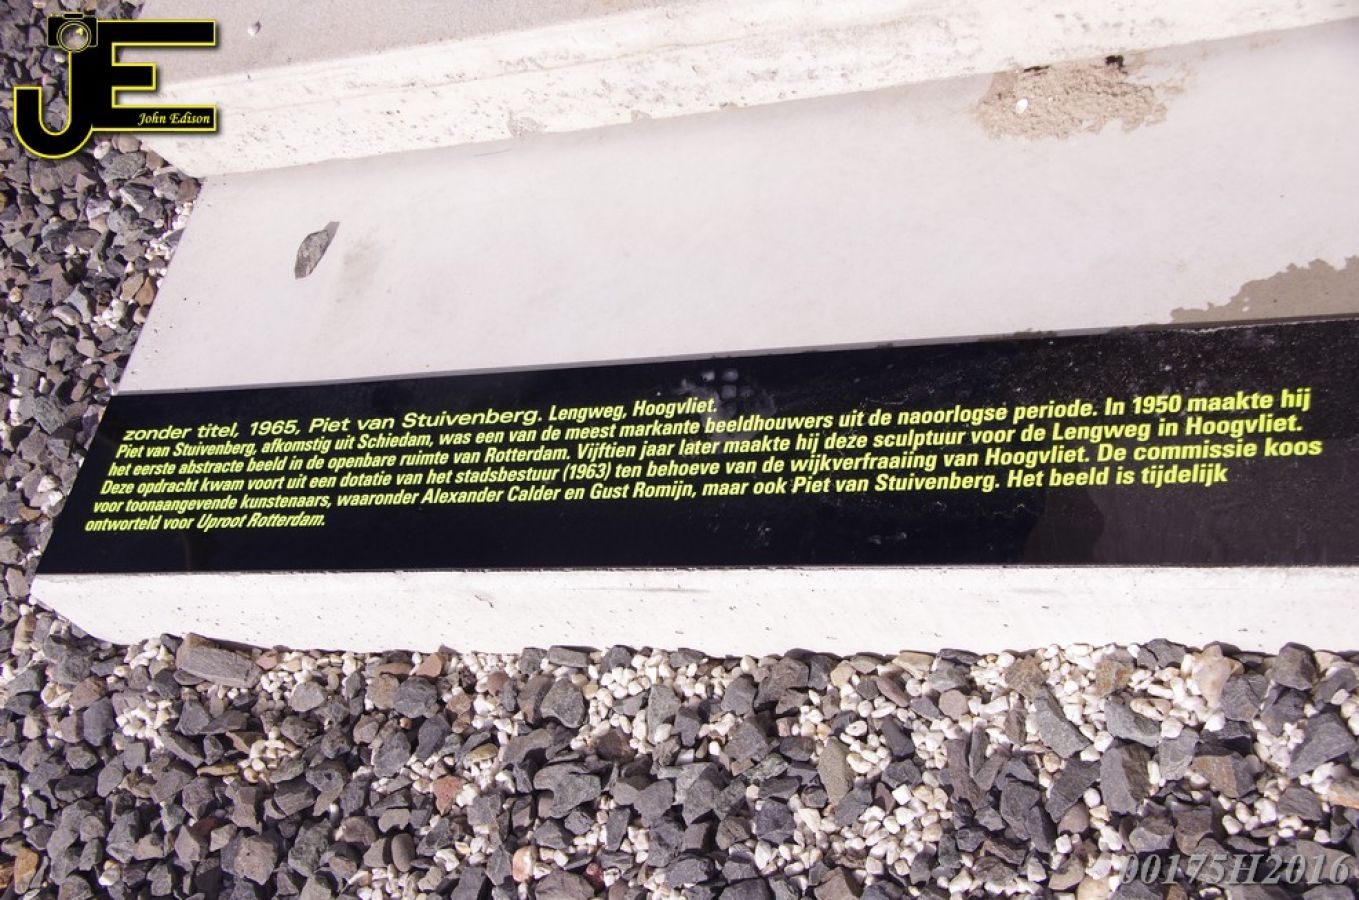 JE
John Edison
zonder titel, 1965, Piet van Stuivenberg. Lengweg, Hoogvliet.
Piet van Stuivenberg, afkomstig uit Schiedam, was een van de meest markante beeldhouwers uit de naoorlogse periode. In 1950 maakte hij
het eerste abstracte beeld in de openbare ruimte van Rotterdam. Vijftien jaar later maakte hij deze sculptuur voor de Lengweg in Hoogvliet.
Deze opdracht kwam voort uit een dotatie van het stadsbestuur (1963) ten behoeve van de wijkverfraaiing van Hoogvliet. De commissie koos
voor toonaangevende kunstenaars, waaronder Alexander Calder en Gust Romijn, maar ook Piet van Stuivenberg. Het beeld is tijdelijk
ontworteld voor Uproot Rotterdam.
00175H2016